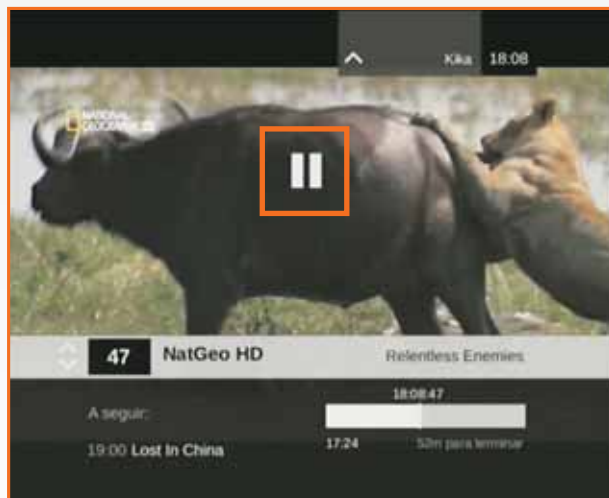 Kika 18:08
NATIONAL
GEOGRAPHIC HD
47 NatGeo HD Relentless Enemies
18:08:47
A seguir:
17:24 52m para terminar
19:00 Lost In China